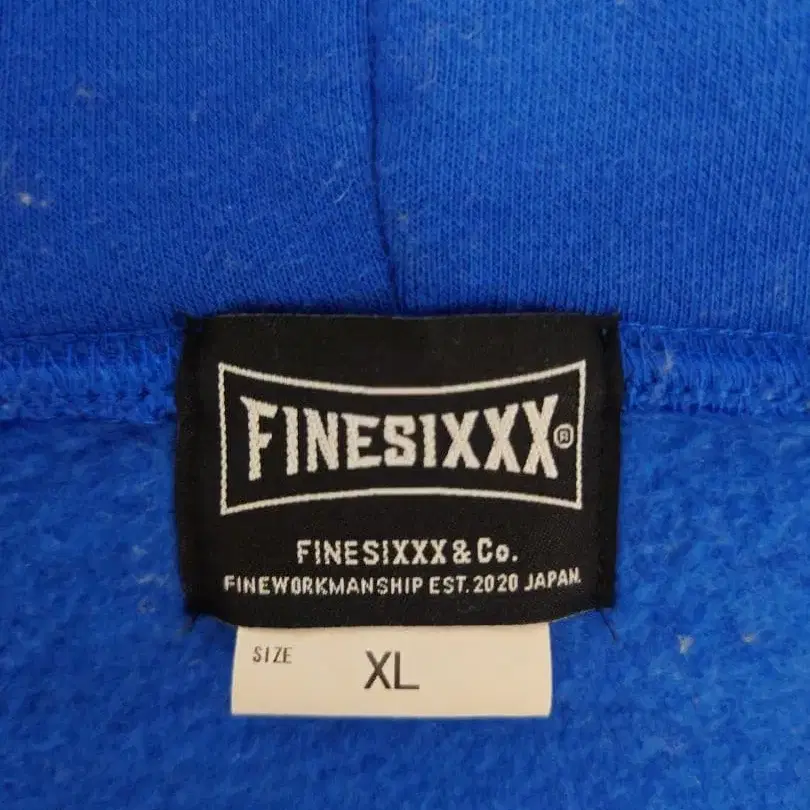 FINESIXXX®
FINESIXXX & Co.
FINEWORKMANSHIP EST. 2020 JAPAN.
SIZE XL